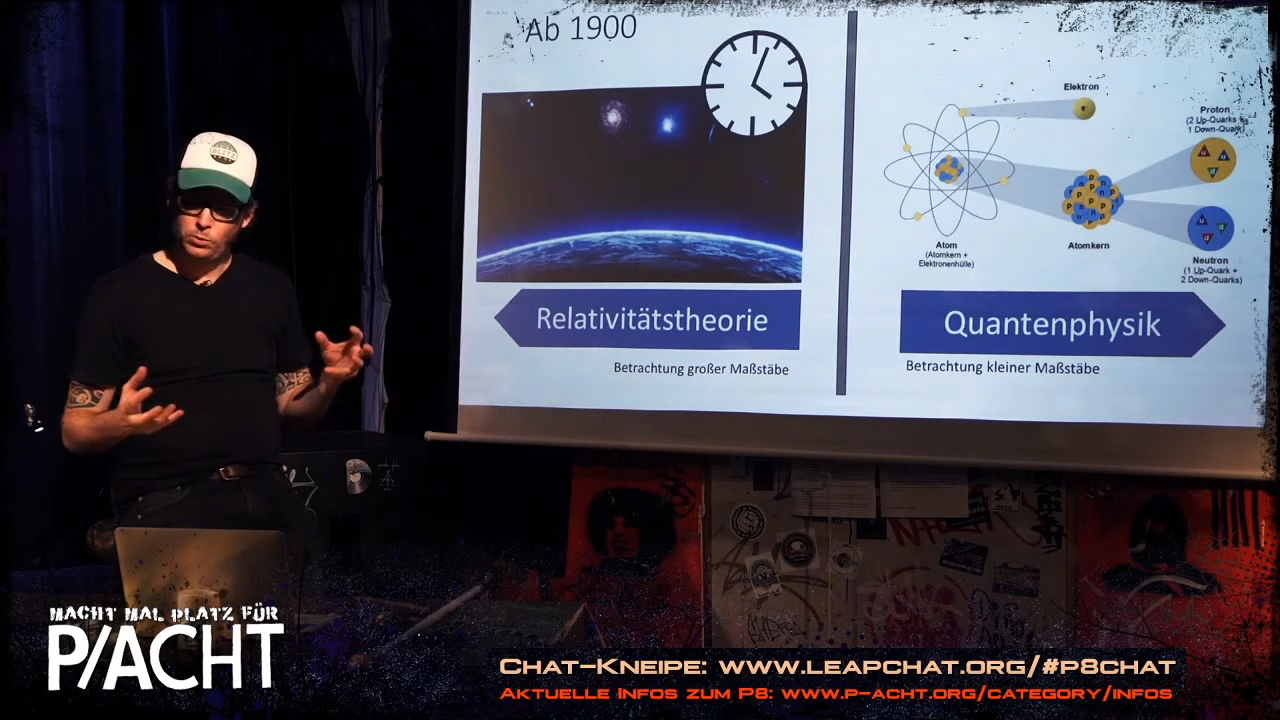 Ab 1900
Relativitätstheorie
Betrachtung großer Maßstäbe
Elektron
Proton
(2 Up-Quarks +
1 Down-Quark)
Atom
(Atomkern +
Elektronenhülle)
Atomkern
Neutron
(1 Up-Quark +
2 Down-Quarks)
Quantenphysik
Betrachtung kleiner Maßstäbe
BLITZ
MACHT MAL PLATZ FÜR
P/ACHT
Chat-Kneipe: www.leapchat.org/#p8chat
Aktuelle Infos zum P8: www.p-acht.org/category/infos